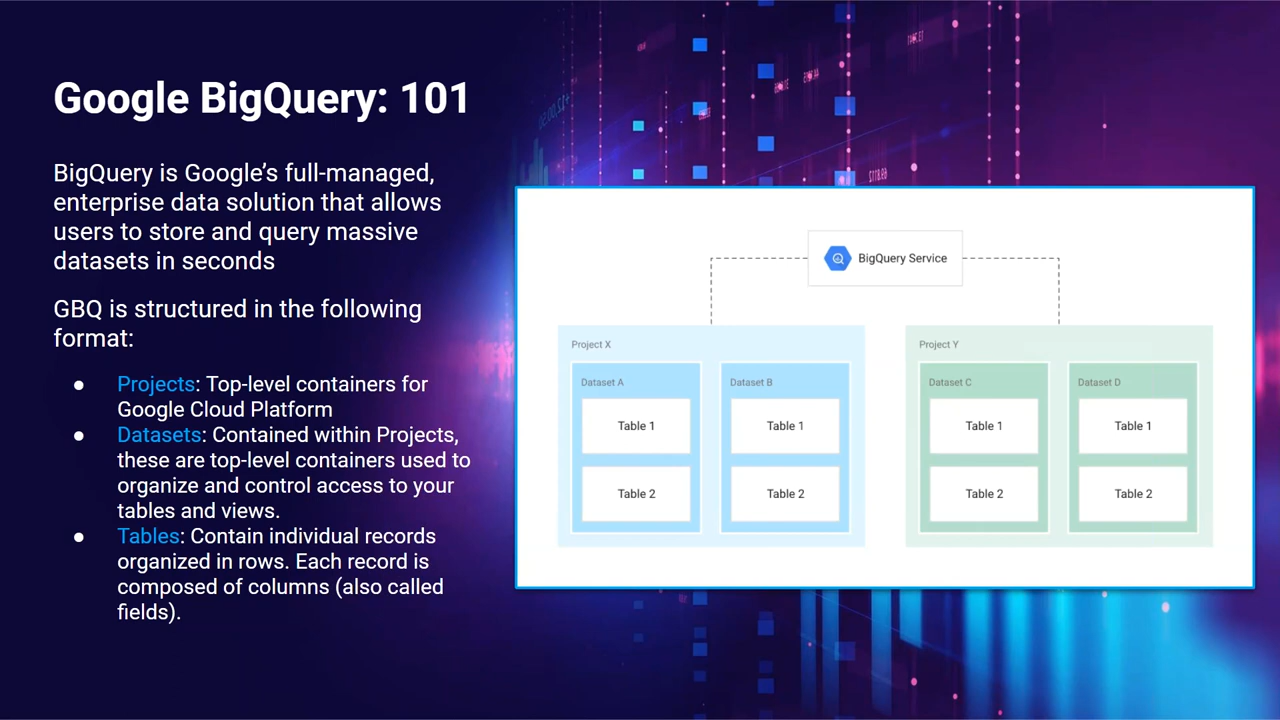 Google BigQuery: 101
BigQuery is Google’s full-managed,
enterprise data solution that allows
users to store and query massive
datasets in seconds
GBQ is structured in the following
format:
● Projects: Top-level containers for
Google Cloud Platform
● Datasets: Contained within Projects,
these are top-level containers used to
organize and control access to your
tables and views.
● Tables: Contain individual records
organized in rows. Each record is
composed of columns (also called
fields).
BigQuery Service
Project X
Dataset A
Table 1
Table 2
Dataset B
Table 1
Table 2
Project Y
Dataset C
Table 1
Table 2
Dataset D
Table 1
Table 2